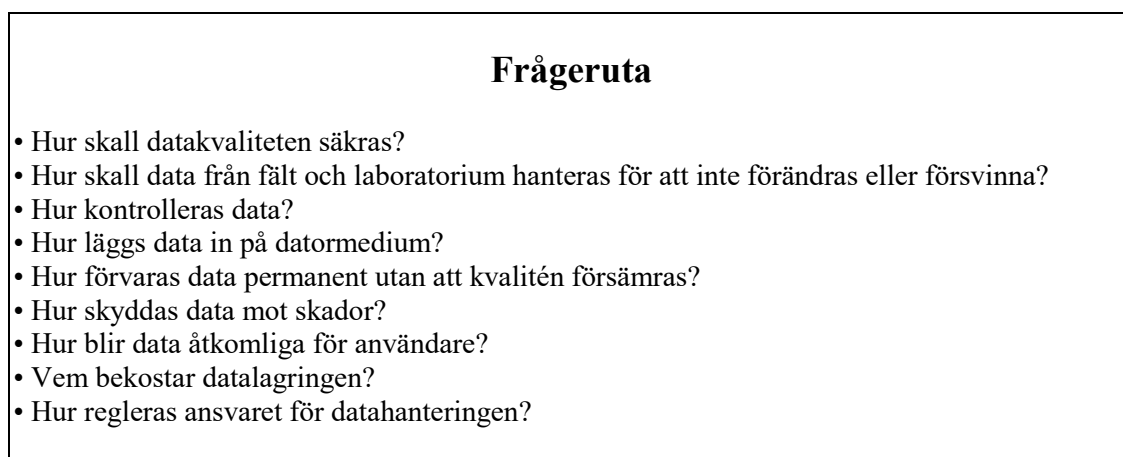 Frågeruta
• Hur skall datakvaliteten säkras?
• Hur skall data från fält och laboratorium hanteras för att inte förändras eller försvinna?
• Hur kontrolleras data?
• Hur läggs data in på datormedium?
• Hur förvaras data permanent utan att kvalitén försämras?
• Hur skyddas data mot skador?
• Hur blir data åtkomliga för användare?
• Vem bekostar datalagringen?
• Hur regleras ansvaret för datahanteringen?